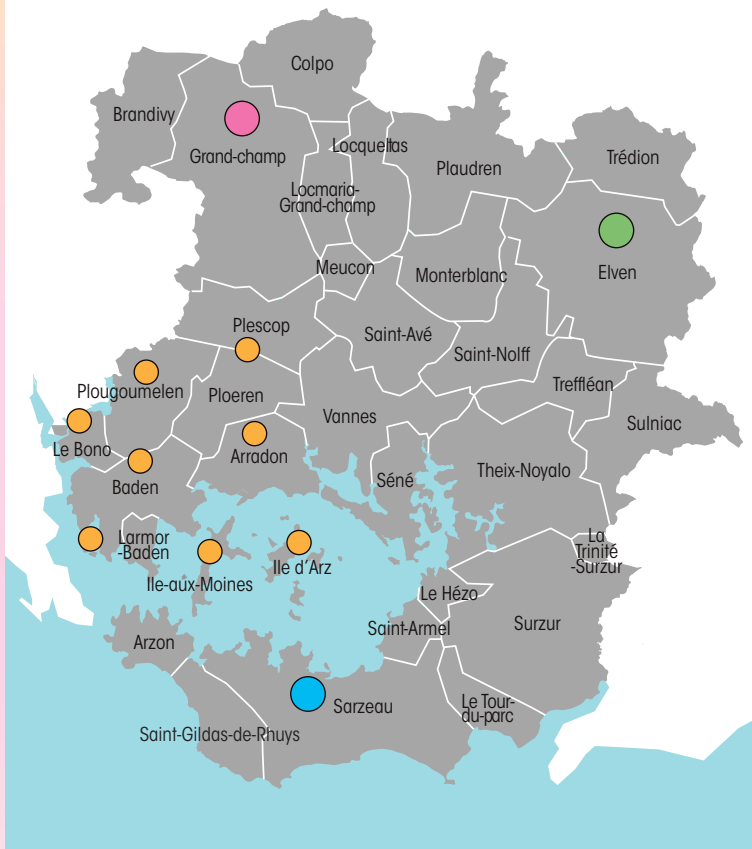 Colpo
Brandivy
Grand-champ
Locqueltas
Plaudren
Trédion
Locmaria-
Grand-champ
Meucon
Monterblanc
Elven
Plescop
Saint-Avé
Saint-Nolff
Plougoumelen
Ploeren
Treffléan
Vannes
Sulniac
Le Bono
Arradon
Séné
Theix-Noyalo
Baden
Larmor
-Baden
Ile-aux-Moines
Ile d'Arz
La
Trinité
-Surzur
Le Hézo
Saint-Armel
Surzur
Arzon
Sarzeau
Le Tour-
du-parc
Saint-Gildas-de-Rhuys